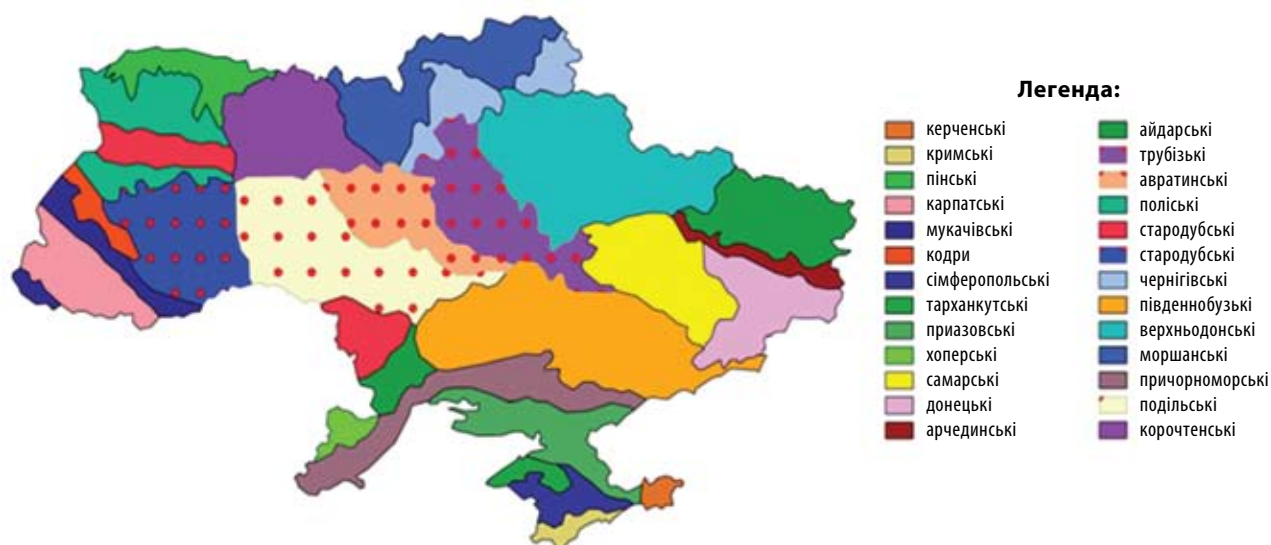 Легенда:
керченські
кримські
пінські
карпатські
мукачівські
кодри
сімферопольські
тарханкутські
приазовські
хоперські
самарські
донецькі
арчединські
айдарські
трубізькі
авратинські
поліські
стародубські
стародубські
чернігівські
південнобузькі
верхньодонські
моршанські
причорноморські
подільські
корочтенські